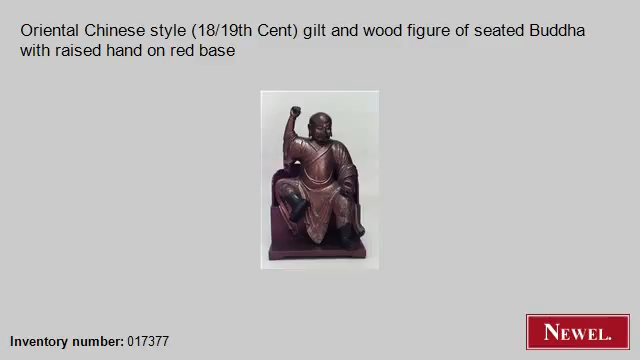 Oriental Chinese style (18/19th Cent) gilt and wood figure of seated Buddha
with raised hand on red base
Inventory number: 017377
NEWEL.